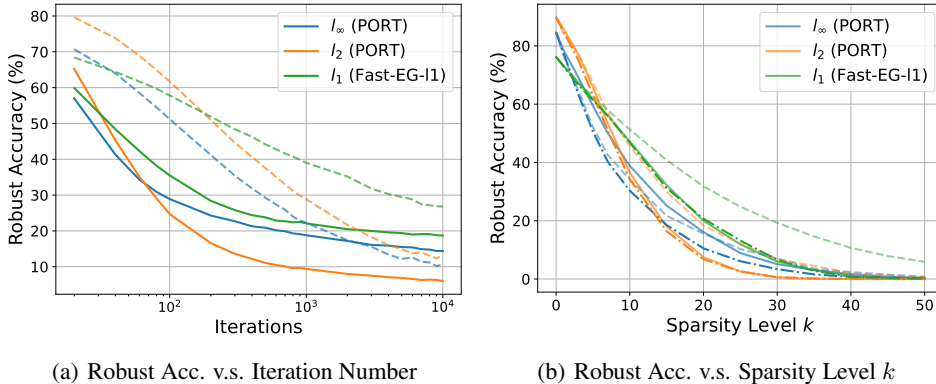 80
70
60
50
40
30
20
10
Robust Accuracy (%)
l∞ (PORT)
l2 (PORT)
l1 (Fast-EG-l1)
10²
10³
10⁴
Iterations
80
60
40
20
0
Robust Accuracy (%)
l∞ (PORT)
l2 (PORT)
l1 (Fast-EG-l1)
0 10 20 30 40 50
Sparsity Level k
(a) Robust Acc. v.s. Iteration Number
(b) Robust Acc. v.s. Sparsity Level k